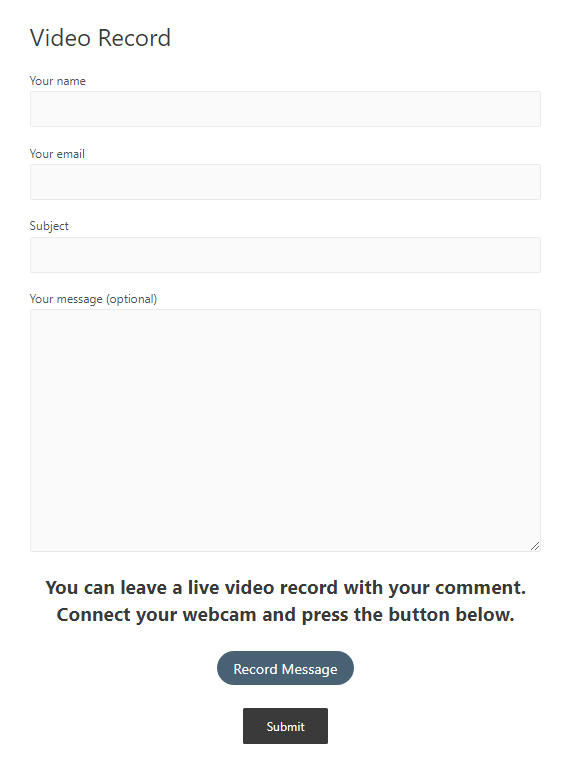 Video Record
Your name
Your email
Subject
Your message (optional)
You can leave a live video record with your comment.
Connect your webcam and press the button below.
Record Message
Submit